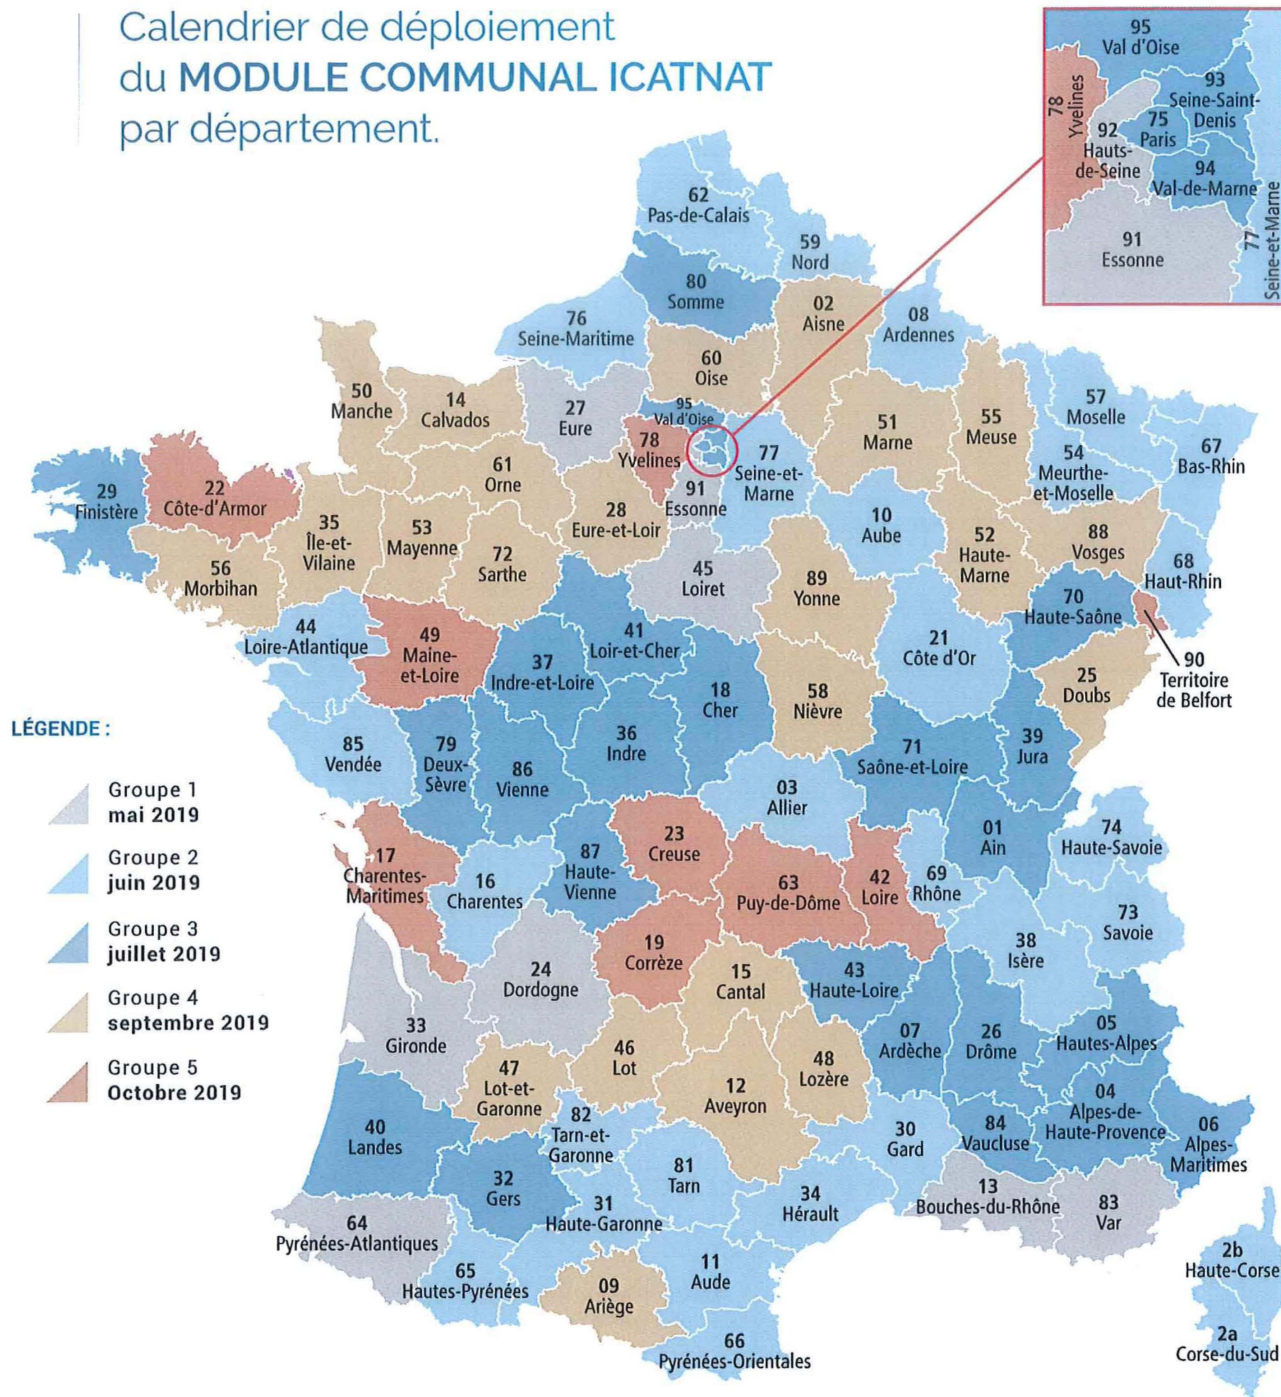 Calendrier de déploiement
du MODULE COMMUNAL ICATNAT
par département.
95
Val d'Oise
78
Yvelines
93
Seine-Saint-
Denis
92
Hauts-
de-Seine
75
Paris
94
Val-de-Marne
91
Essonne
77
Seine-et-Marne
62
Pas-de-Calais
59
Nord
80
Somme
02
Aisne
08
Ardennes
76
Seine-Maritime
60
Oise
50
Manche
14
Calvados
27
Eure
95
Val d'Oise
78
Yvelines
77
Seine-et-
Marne
51
Marne
55
Meuse
57
Moselle
54
Meurthe-
et-Moselle
67
Bas-Rhin
61
Orne
91
Essonne
29
Finistère
22
Côte-d'Armor
35
Île-et-
Vilaine
53
Mayenne
72
Sarthe
28
Eure-et-Loir
10
Aube
52
Haute-
Marne
88
Vosges
68
Haut-Rhin
56
Morbihan
45
Loiret
89
Yonne
70
Haute-Saône
44
Loire-Atlantique
49
Maine-
et-Loire
37
Indre-et-Loire
41
Loir-et-Cher
18
Cher
58
Nièvre
21
Côte d'Or
25
Doubs
90
Territoire
de Belfort
LÉGENDE :
Groupe 1
mai 2019
Groupe 2
juin 2019
Groupe 3
juillet 2019
Groupe 4
septembre 2019
Groupe 5
Octobre 2019
85
Vendée
79
Deux-
Sèvre
86
Vienne
36
Indre
71
Saône-et-Loire
39
Jura
03
Allier
01
Ain
74
Haute-Savoie
17
Charentes-
Maritimes
16
Charentes
87
Haute-
Vienne
23
Creuse
63
Puy-de-Dôme
42
Loire
69
Rhône
73
Savoie
38
Isère
19
Corrèze
24
Dordogne
15
Cantal
43
Haute-Loire
33
Gironde
07
Ardèche
26
Drôme
05
Hautes-Alpes
47
Lot-et-
Garonne
46
Lot
12
Aveyron
48
Lozère
04
Alpes-de-
Haute-Provence
06
Alpes-
Maritimes
40
Landes
82
Tarn-et-
Garonne
30
Gard
84
Vaucluse
32
Gers
31
Haute-Garonne
81
Tarn
34
Hérault
13
Bouches-du-Rhône
83
Var
64
Pyrénées-Atlantiques
65
Hautes-Pyrénées
09
Ariège
11
Aude
66
Pyrénées-Orientales
2b
Haute-Corse
2a
Corse-du-Sud